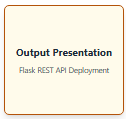 Output Presentation
Flask REST API Deployment